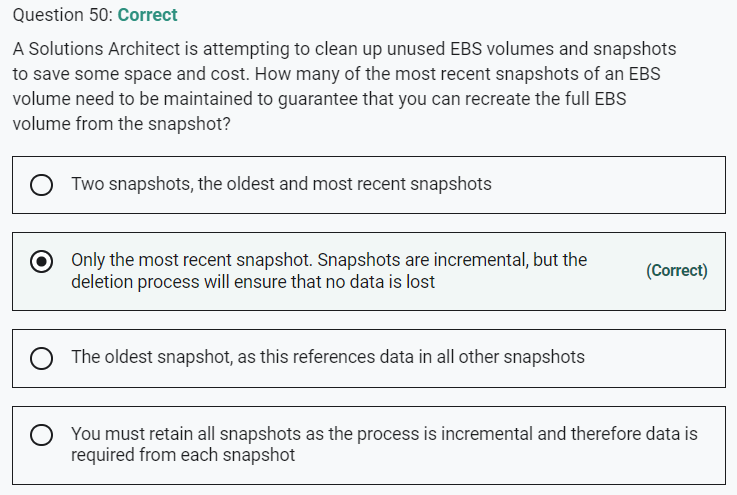 Question 50: Correct
A Solutions Architect is attempting to clean up unused EBS volumes and snapshots
to save some space and cost. How many of the most recent snapshots of an EBS
volume need to be maintained to guarantee that you can recreate the full EBS
volume from the snapshot?
Two snapshots, the oldest and most recent snapshots
Only the most recent snapshot. Snapshots are incremental, but the
deletion process will ensure that no data is lost
(Correct)
The oldest snapshot, as this references data in all other snapshots
You must retain all snapshots as the process is incremental and therefore data is
required from each snapshot